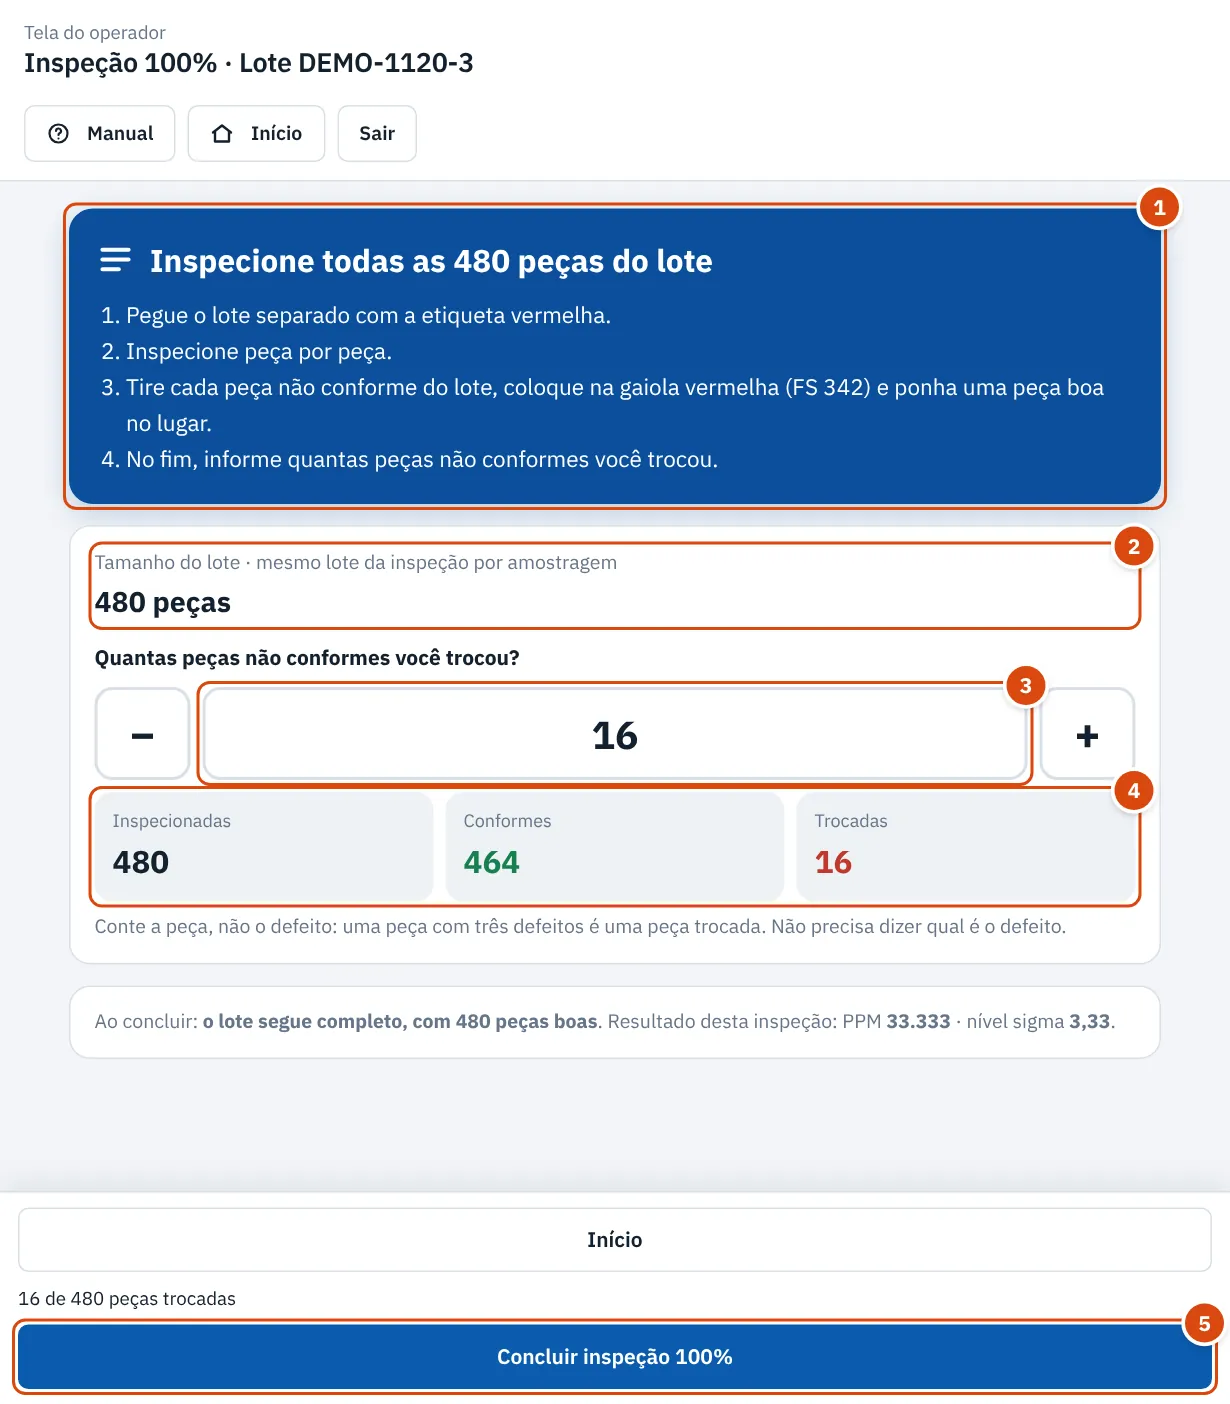 Tela do operador
Inspeção 100% · Lote DEMO-1120-3
Manual
Início
Sair
1
Inspecione todas as 480 peças do lote
1. Pegue o lote separado com a etiqueta vermelha.
2. Inspecione peça por peça.
3. Tire cada peça não conforme do lote, coloque na gaiola vermelha (FS 342) e ponha uma peça boa
no lugar.
4. No fim, informe quantas peças não conformes você trocou.
2
Tamanho do lote · mesmo lote da inspeção por amostragem
480 peças
Quantas peças não conformes você trocou?
3
− 16 +
4
Inspecionadas Conformes Trocadas
480 464 16
Conte a peça, não o defeito: uma peça com três defeitos é uma peça trocada. Não precisa dizer qual é o defeito.
Ao concluir: o lote segue completo, com 480 peças boas. Resultado desta inspeção: PPM 33.333 · nível sigma 3,33.
Início
16 de 480 peças trocadas
5
Concluir inspeção 100%